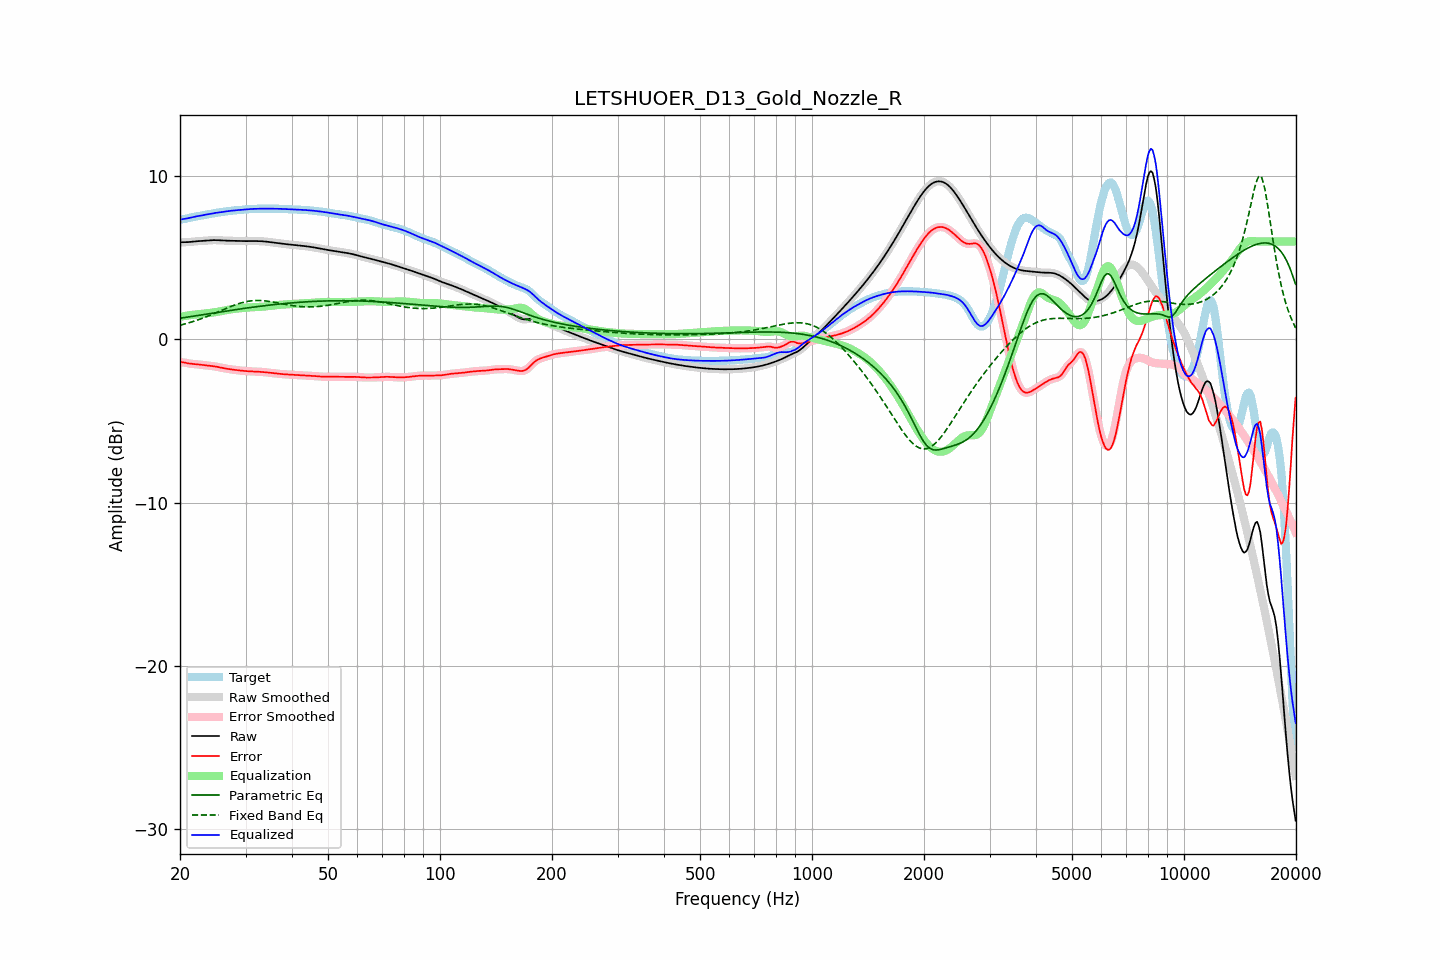 LETSHUOER_D13_Gold_Nozzle_R
Amplitude (dBr)
10
0
−10
−20
−30
Target
Raw Smoothed
Error Smoothed
Raw
Error
Equalization
Parametric Eq
Fixed Band Eq
Equalized
20 50 100 200 500 1000 2000 5000 10000 20000
Frequency (Hz)